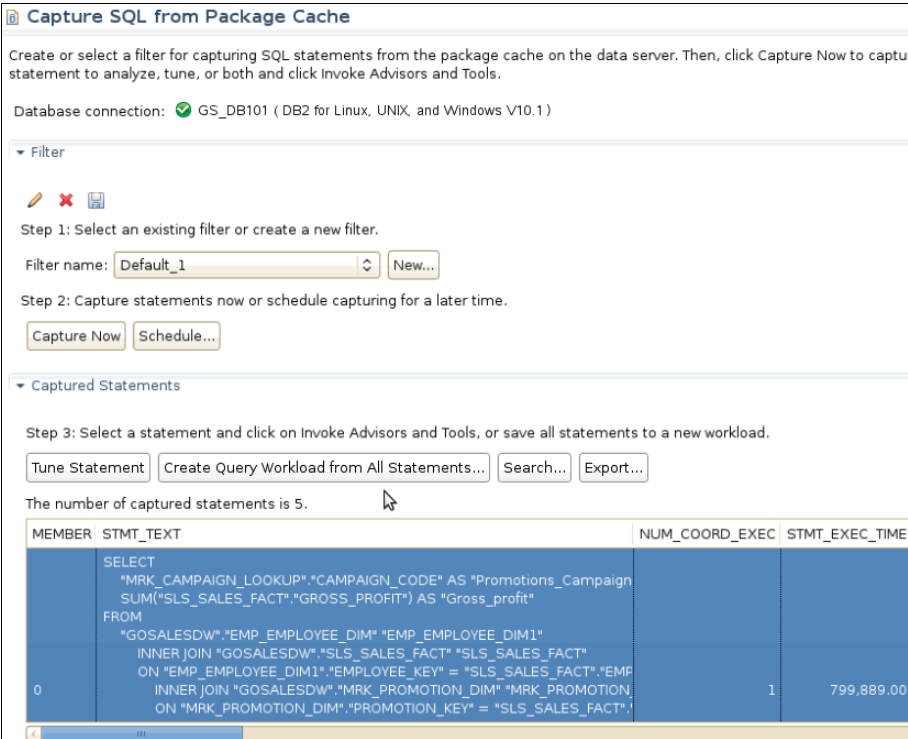 Capture SQL from Package Cache
Create or select a filter for capturing SQL statements from the package cache on the data server. Then, click Capture Now to captu
statement to analyze, tune, or both and click Invoke Advisors and Tools.
Database connection: GS_DB101 ( DB2 for Linux, UNIX, and Windows V10.1 )
Filter
Step 1: Select an existing filter or create a new filter.
Filter name: Default_1 New...
Step 2: Capture statements now or schedule capturing for a later time.
Capture Now Schedule...
Captured Statements
Step 3: Select a statement and click on Invoke Advisors and Tools, or save all statements to a new workload.
Tune Statement Create Query Workload from All Statements... Search... Export...
The number of captured statements is 5.
MEMBER STMT_TEXT NUM_COORD_EXEC STMT_EXEC_TIME
SELECT
"MRK_CAMPAIGN_LOOKUP"."CAMPAIGN_CODE" AS "Promotions_Campaign
SUM("SLS_SALES_FACT"."GROSS_PROFIT") AS "Gross_profit"
FROM
"GOSALESDW"."EMP_EMPLOYEE_DIM" "EMP_EMPLOYEE_DIM1"
INNER JOIN "GOSALESDW"."SLS_SALES_FACT" "SLS_SALES_FACT"
ON "EMP_EMPLOYEE_DIM1"."EMPLOYEE_KEY" = "SLS_SALES_FACT"."EMP
0 INNER JOIN "GOSALESDW"."MRK_PROMOTION_DIM" "MRK_PROMOTION_ 1 799,889.00
ON "MRK_PROMOTION_DIM"."PROMOTION_KEY" = "SLS_SALES_FACT"."